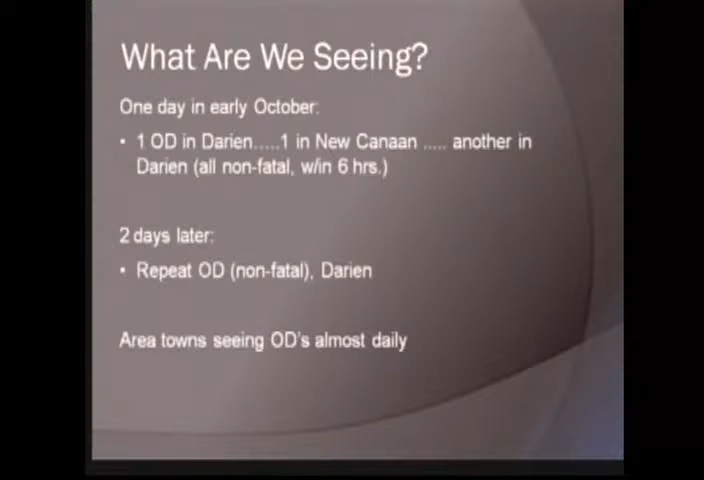 What Are We Seeing?
One day in early October:
• 1 OD in Darien.....1 in New Canaan ..... another in
Darien (all non-fatal, w/in 6 hrs.)
2 days later:
• Repeat OD (non-fatal), Darien
Area towns seeing OD's almost daily